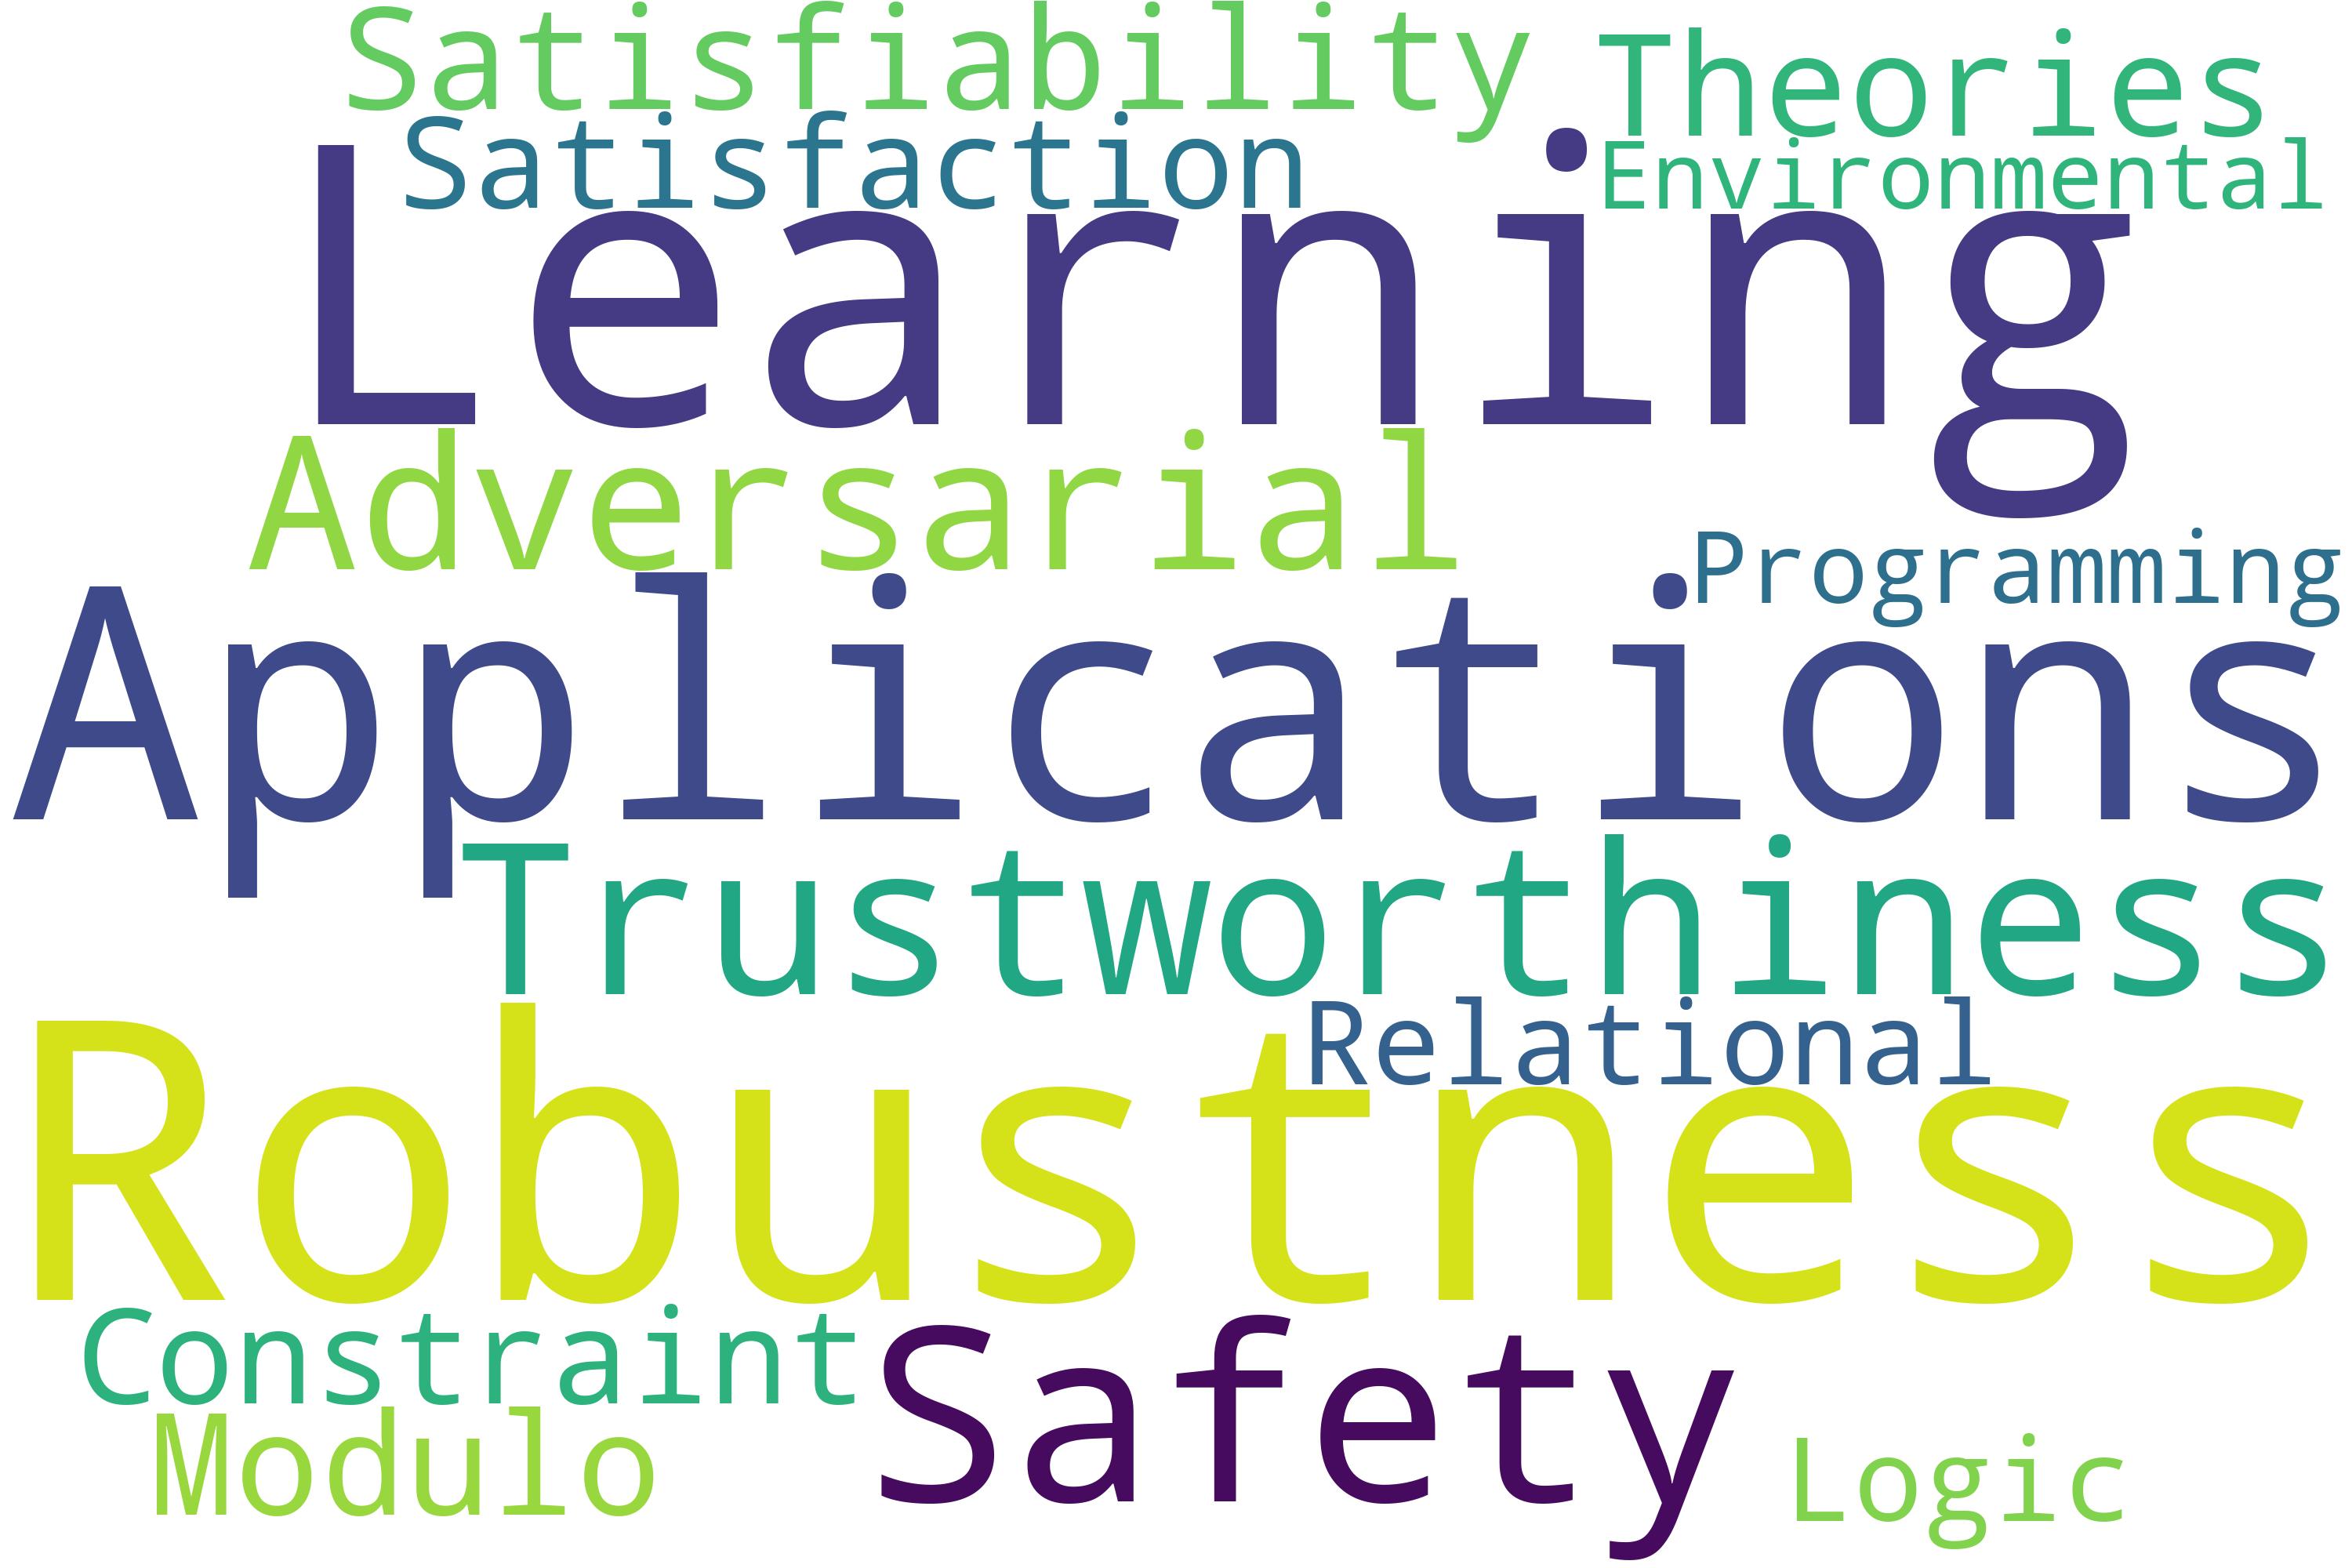 Satisfiability
Theories
Satisfaction
Environmental
Learning
Adversarial
Programming
Applications
Trustworthiness
Relational
Robustness
Constraint
Safety
Modulo
Logic